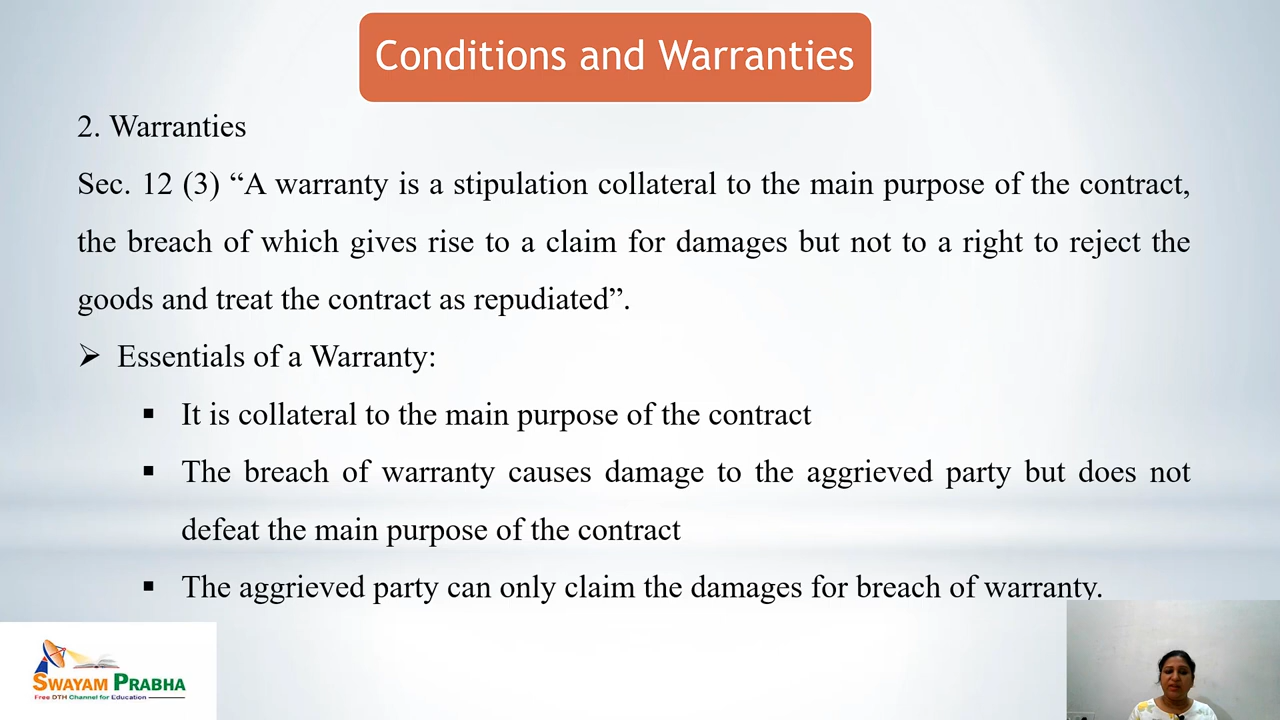 Conditions and Warranties
2. Warranties
Sec. 12 (3) “A warranty is a stipulation collateral to the main purpose of the contract,
the breach of which gives rise to a claim for damages but not to a right to reject the
goods and treat the contract as repudiated”.
➢ Essentials of a Warranty:
▪ It is collateral to the main purpose of the contract
▪ The breach of warranty causes damage to the aggrieved party but does not
defeat the main purpose of the contract
▪ The aggrieved party can only claim the damages for breach of warranty.
SWAYAM PRABHA
Free DTH Channel for Education